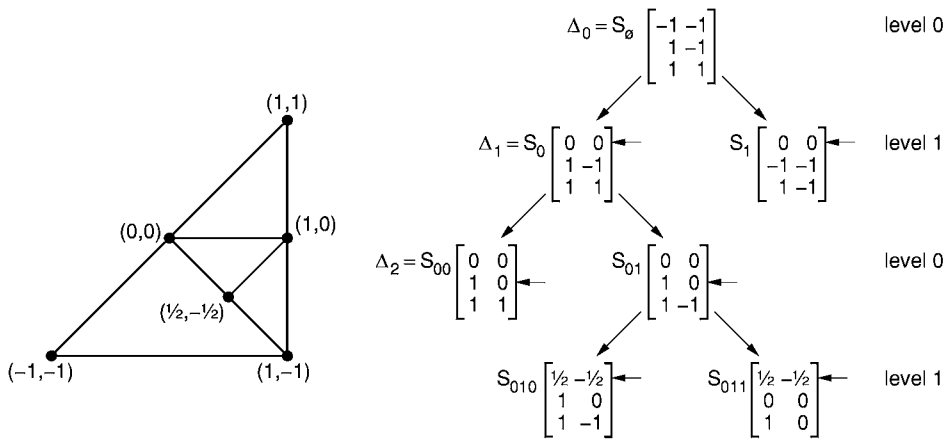 (1,1)
(0,0)
(1,0)
(½,-½)
(-1,-1)
(1,-1)
Δ0 = Sø
-1 -1
1 -1
1 1
level 0
Δ1 = S0
0 0
1 -1
1 1
S1
0 0
-1 -1
1 -1
level 1
Δ2 = S00
0 0
1 0
1 1
S01
0 0
1 0
1 -1
level 0
S010
½ -½
1 0
1 -1
S011
½ -½
0 0
1 0
level 1